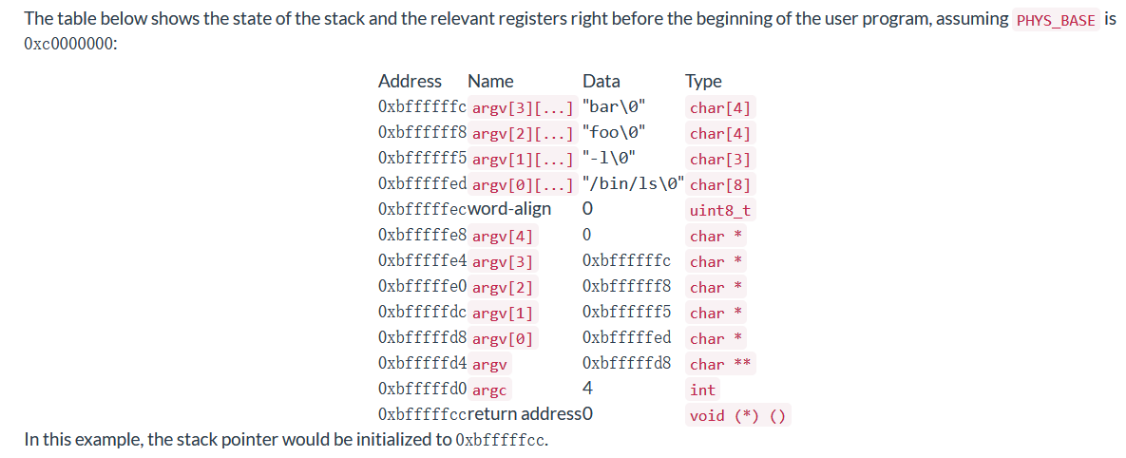 The table below shows the state of the stack and the relevant registers right before the beginning of the user program, assuming PHYS_BASE is
0xc0000000:
Address Name Data Type
0xbffffffc argv[3][...] "bar\0" char[4]
0xbffffff8 argv[2][...] "foo\0" char[4]
0xbffffff5 argv[1][...] "-l\0" char[3]
0xbfffffed argv[0][...] "/bin/ls\0" char[8]
0xbfffffec word-align 0 uint8_t
0xbfffffe8 argv[4] 0 char *
0xbfffffe4 argv[3] 0xbffffffc char *
0xbfffffe0 argv[2] 0xbffffff8 char *
0xbfffffdc argv[1] 0xbffffff5 char *
0xbfffffd8 argv[0] 0xbfffffed char *
0xbfffffd4 argv 0xbfffffd8 char **
0xbfffffd0 argc 4 int
0xbfffffcc return address 0 void (*) ()
In this example, the stack pointer would be initialized to 0xbfffffcc.